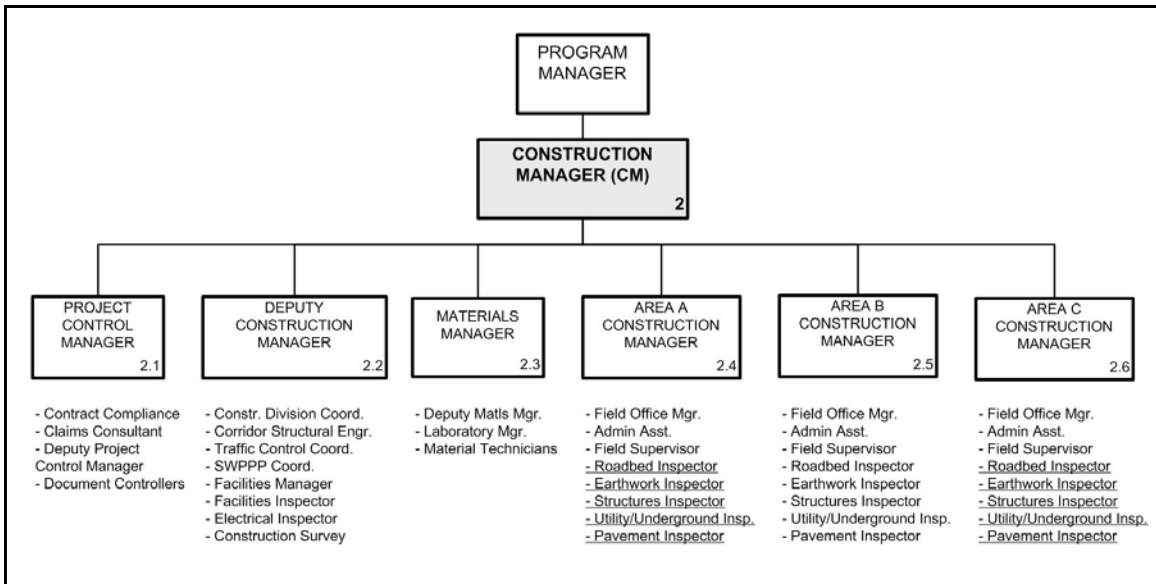 PROGRAM
MANAGER
CONSTRUCTION
MANAGER (CM)
2
PROJECT
CONTROL
MANAGER
2.1
DEPUTY
CONSTRUCTION
MANAGER
2.2
MATERIALS
MANAGER
2.3
AREA A
CONSTRUCTION
MANAGER
2.4
AREA B
CONSTRUCTION
MANAGER
2.5
AREA C
CONSTRUCTION
MANAGER
2.6
- Contract Compliance
- Claims Consultant
- Deputy Project
Control Manager
- Document Controllers
- Constr. Division Coord.
- Corridor Structural Engr.
- Traffic Control Coord.
- SWPPP Coord.
- Facilities Manager
- Facilities Inspector
- Electrical Inspector
- Construction Survey
- Deputy Matls Mgr.
- Laboratory Mgr.
- Material Technicians
- Field Office Mgr.
- Admin Asst.
- Field Supervisor
- Roadbed Inspector
- Earthwork Inspector
- Structures Inspector
- Utility/Underground Insp.
- Pavement Inspector
- Field Office Mgr.
- Admin Asst.
- Field Supervisor
- Roadbed Inspector
- Earthwork Inspector
- Structures Inspector
- Utility/Underground Insp.
- Pavement Inspector
- Field Office Mgr.
- Admin Asst.
- Field Supervisor
- Roadbed Inspector
- Earthwork Inspector
- Structures Inspector
- Utility/Underground Insp.
- Pavement Inspector